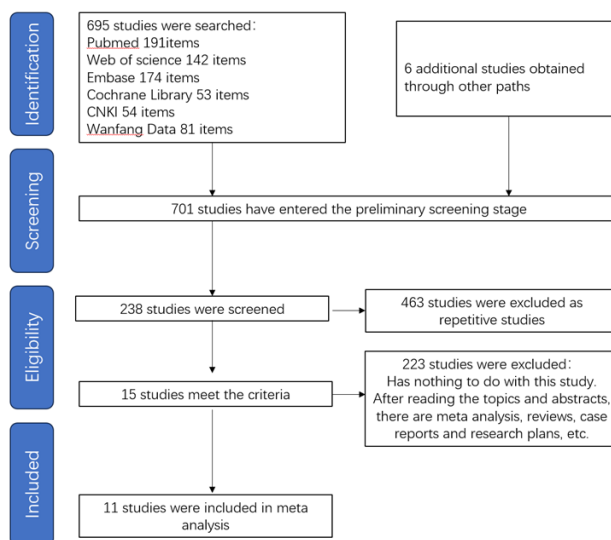 Identification
695 studies were searched：
Pubmed 191items
Web of science 142 items
Embase 174 items
Cochrane Library 53 items
CNKI 54 items
Wanfang Data 81 items
6 additional studies obtained
through other paths
Screening
701 studies have entered the preliminary screening stage
Eligibility
238 studies were screened
463 studies were excluded as
repetitive studies
15 studies meet the criteria
223 studies were excluded：
Has nothing to do with this study.
After reading the topics and abstracts,
there are meta analysis, reviews, case
reports and research plans, etc.
Included
11 studies were included in meta
analysis